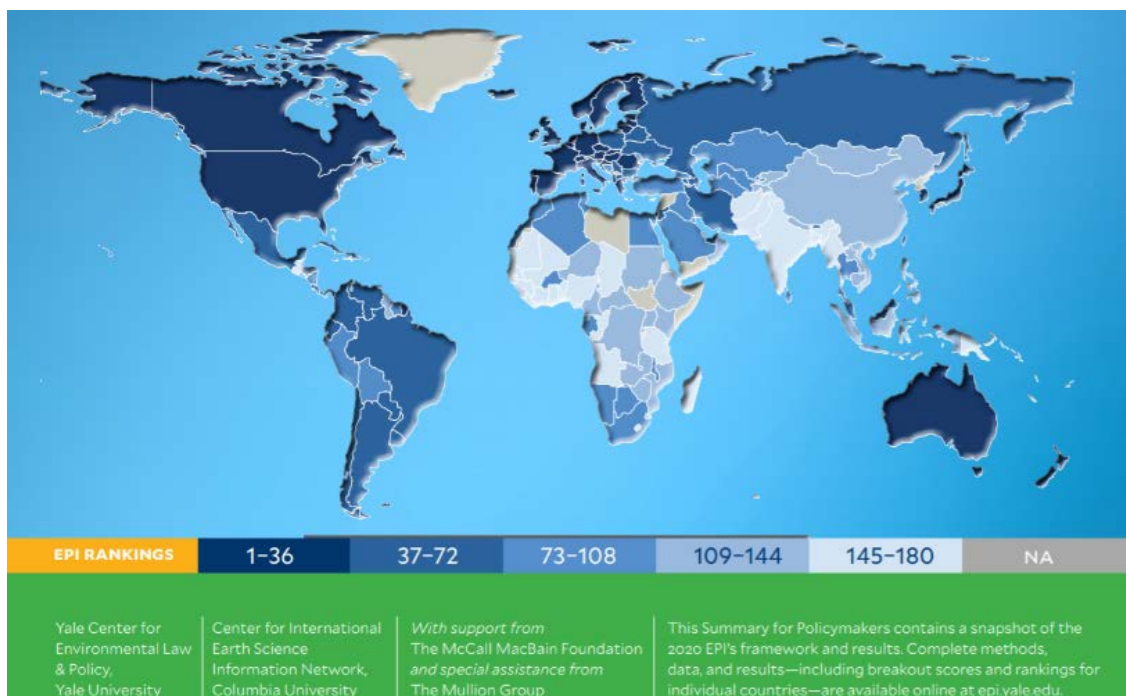 EPI RANKINGS
1–36
37–72
73–108
109–144
145–180
NA
Yale Center for
Environmental Law
& Policy,
Yale University
Center for International
Earth Science
Information Network,
Columbia University
With support from
The McCall MacBain Foundation
and special assistance from
The Mullion Group
This Summary for Policymakers contains a snapshot of the
2020 EPI's framework and results. Complete methods,
data, and results—including breakout scores and rankings for
individual countries—are available online at epi.yale.edu.